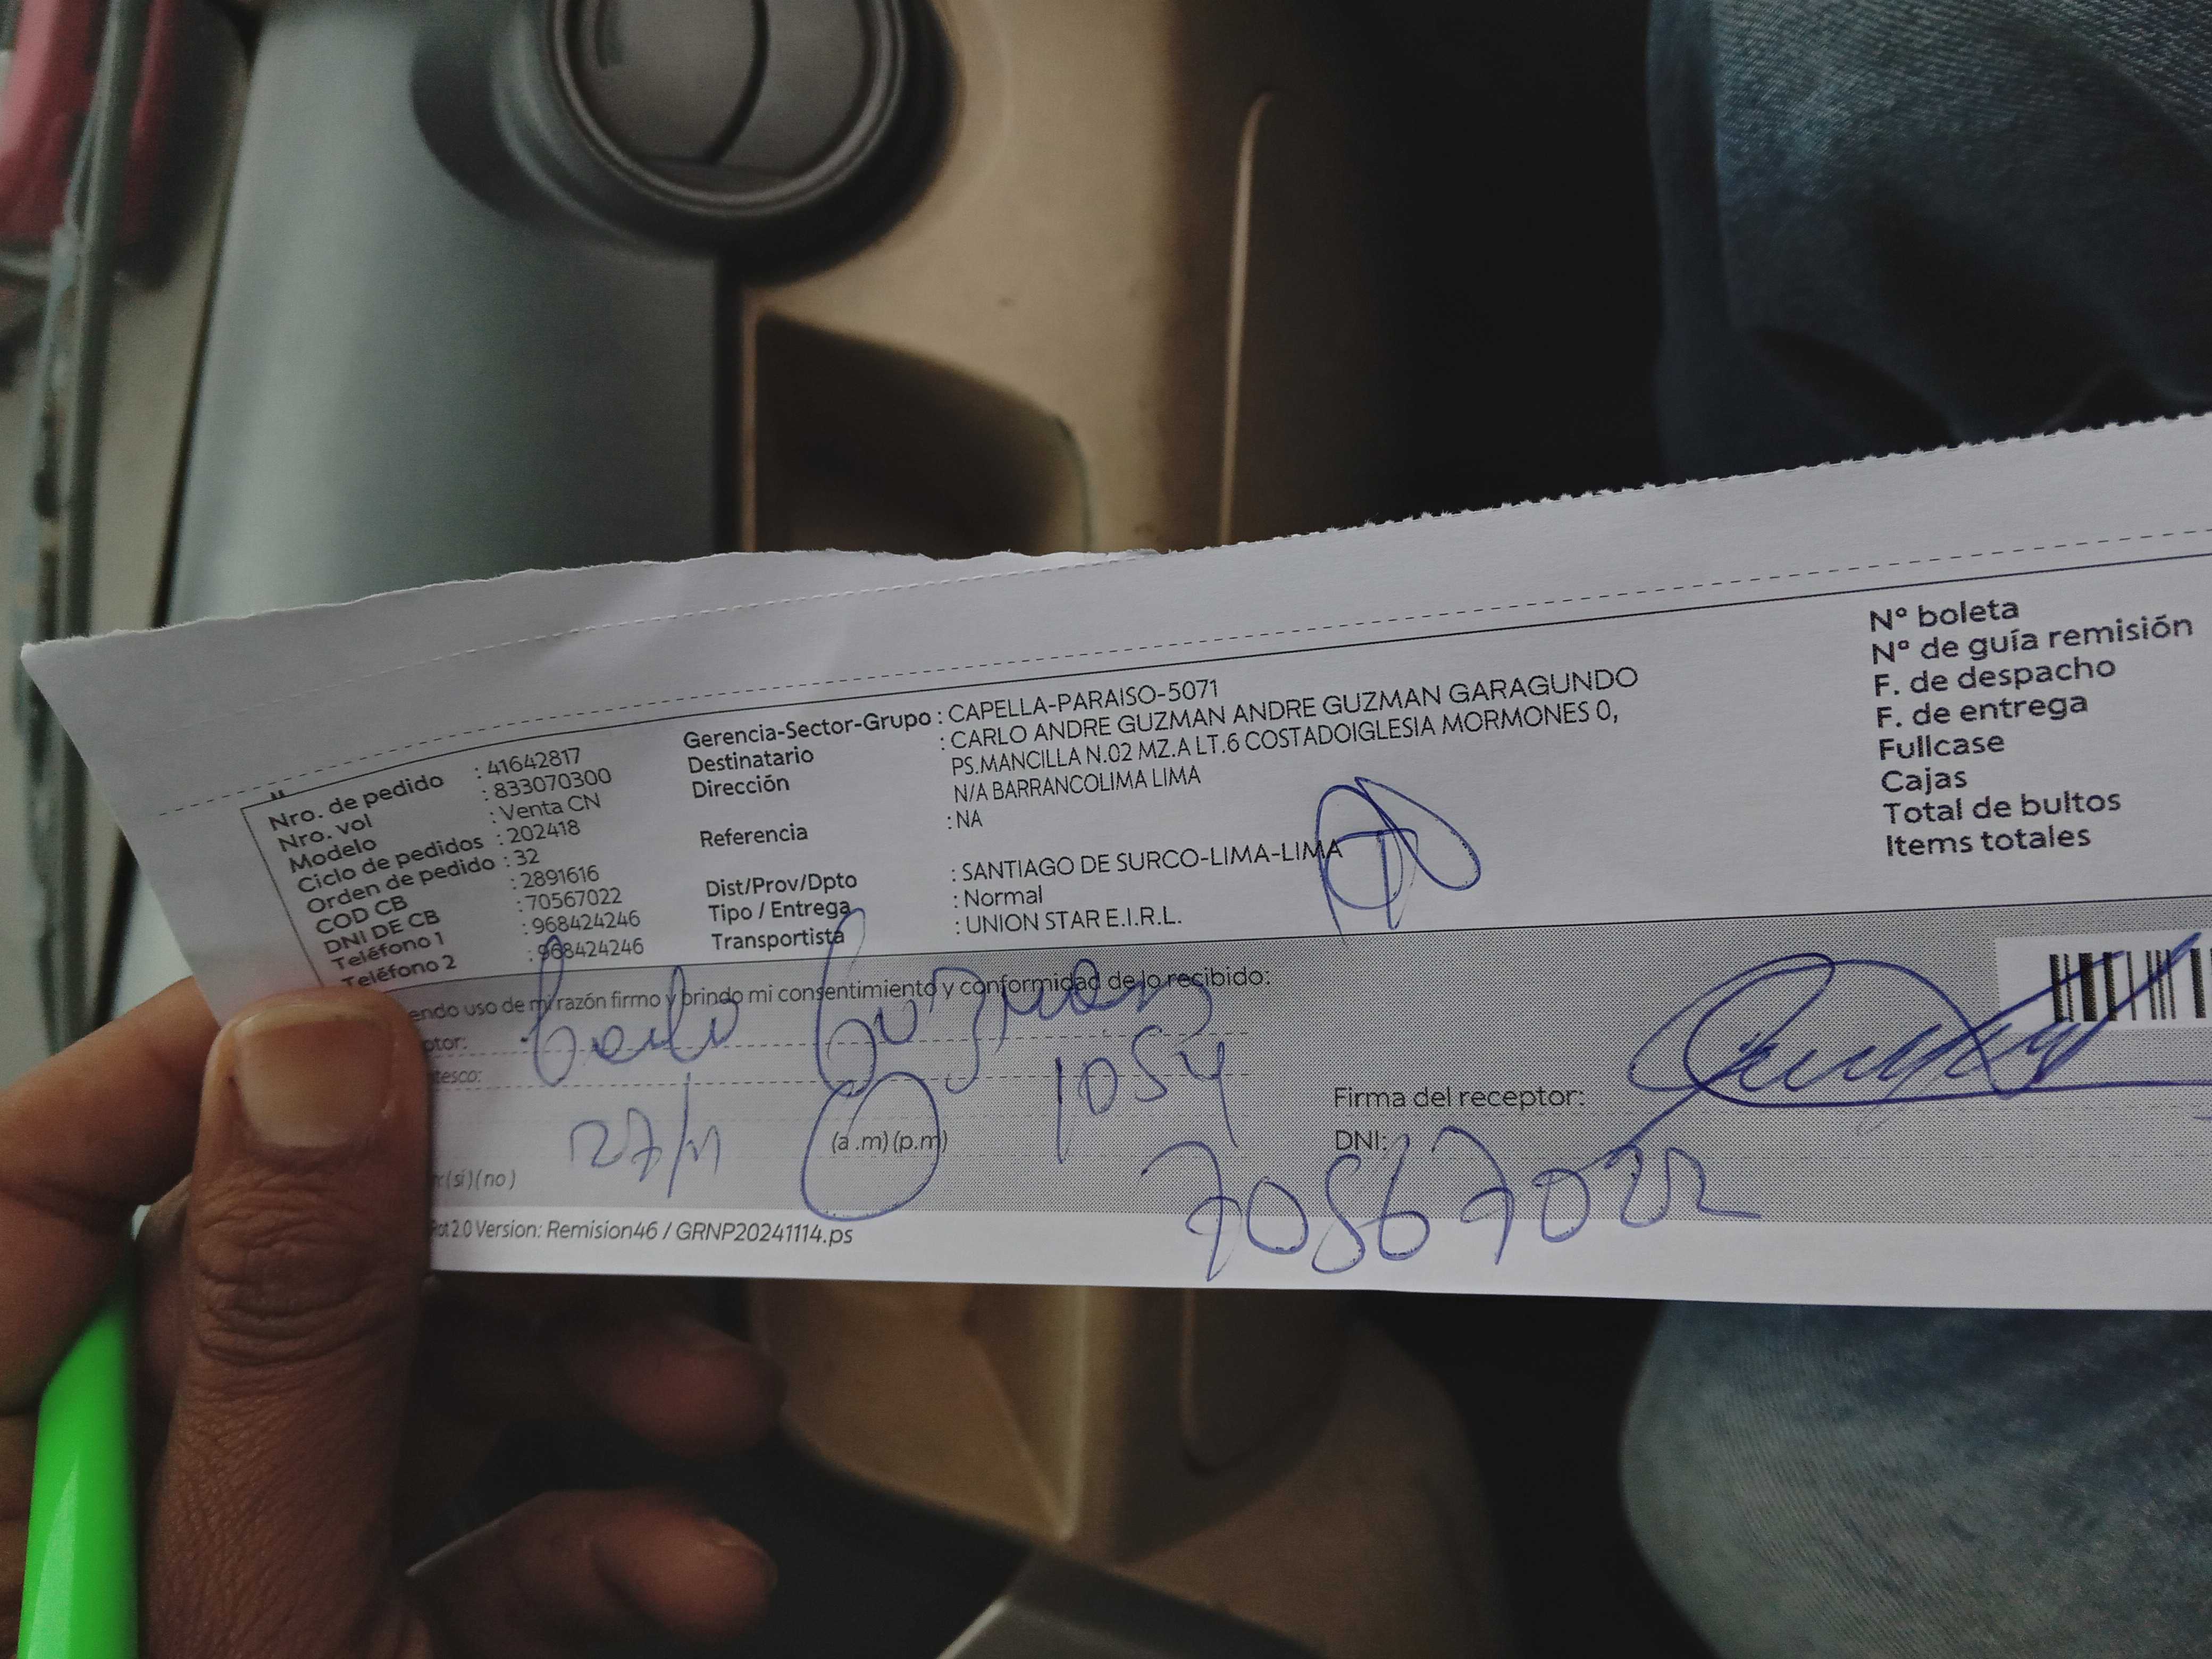 Nro. de pedido : 41642817
Nro. vol : 833070300
Modelo : Venta CN
Ciclo de pedidos : 202418
Orden de pedido : 32
COD CB : 2891616
DNI DE CB : 70567022
Teléfono 1 : 968424246
Teléfono 2 : 968424246
Gerencia-Sector-Grupo : CAPELLA-PARAISO-5071
Destinatario : CARLO ANDRE GUZMAN ANDRE GUZMAN GARAGUNDO
Dirección PS.MANCILLA N.02 MZ.A LT.6 COSTADOIGLESIA MORMONES 0,
N/A BARRANCOLIMA LIMA
Referencia : NA
Dist/Prov/Dpto : SANTIAGO DE SURCO-LIMA-LIMA
Tipo / Entrega : Normal
Transportista : UNION STAR E.I.R.L.
N° boleta
N° de guía remisión
F. de despacho
F. de entrega
Fullcase
Cajas
Total de bultos
Items totales
endo uso de mi razón firmo y brindo mi consentimiento y conformidad de lo recibido:
ptor: Carlo Guzman
tesco:
27/11 (a.m)(p.m) 1054
Firma del receptor:
DNI: 70567022
r:(sí)(no)
2.0 Version: Remision46 / GRNP20241114.ps